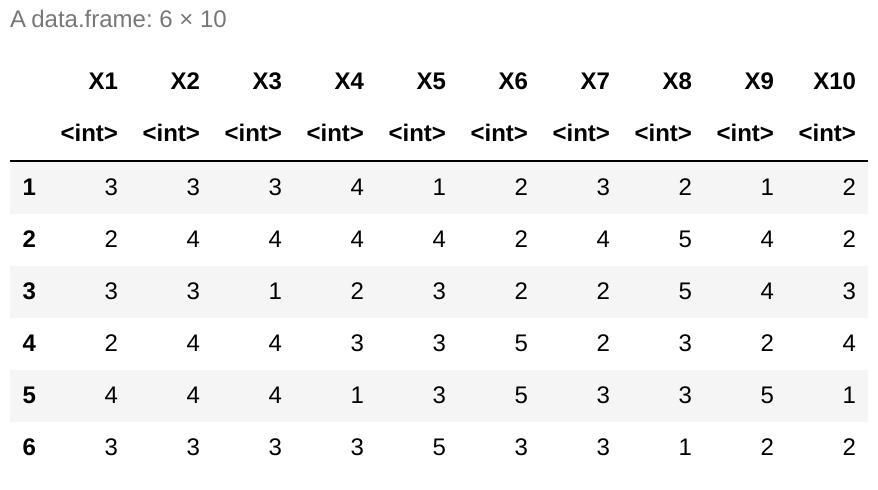 A data.frame: 6 × 10
X1 X2 X3 X4 X5 X6 X7 X8 X9 X10
<int> <int> <int> <int> <int> <int> <int> <int> <int> <int>
1 3 3 3 4 1 2 3 2 1 2
2 2 4 4 4 4 2 4 5 4 2
3 3 3 1 2 3 2 2 5 4 3
4 2 4 4 3 3 5 2 3 2 4
5 4 4 4 1 3 5 3 3 5 1
6 3 3 3 3 5 3 3 1 2 2